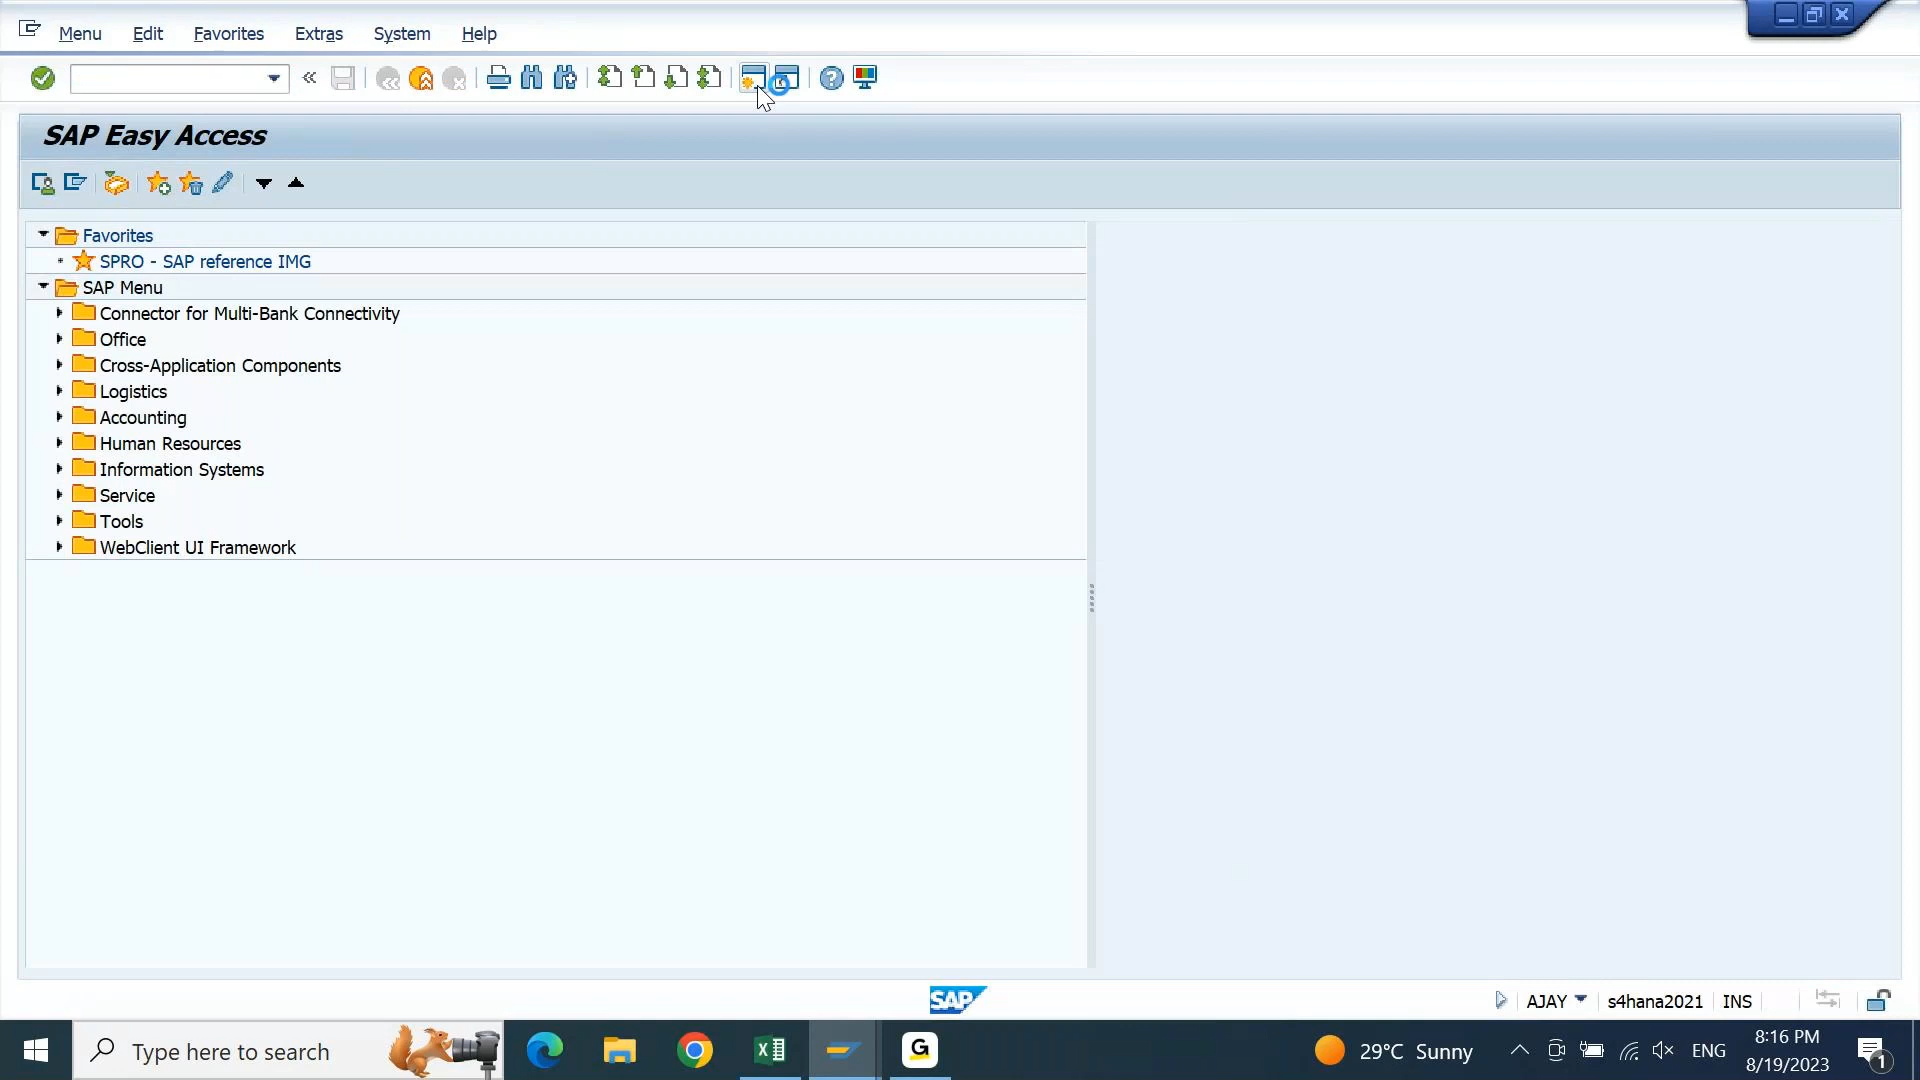 Menu Edit Favorites Extras System Help
SAP Easy Access
Favorites
SPRO - SAP reference IMG
SAP Menu
Connector for Multi-Bank Connectivity
Office
Cross-Application Components
Logistics
Accounting
Human Resources
Information Systems
Service
Tools
WebClient UI Framework
SAP
AJAY s4hana2021 INS
Type here to search
G
29°C Sunny
ENG
8:16 PM
8/19/2023
1